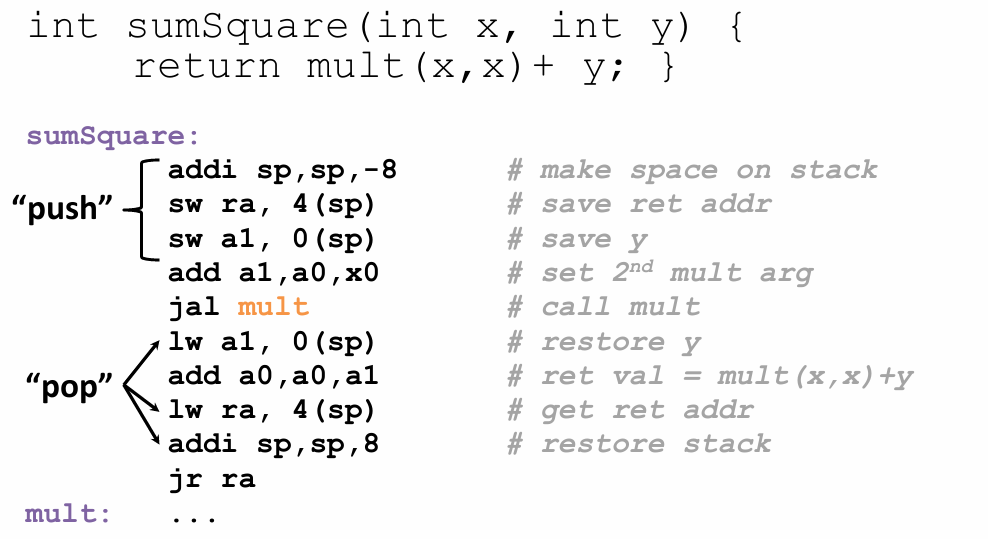 int sumSquare(int x, int y) {
return mult(x,x)+ y; }
sumSquare:
addi sp,sp,-8 # make space on stack
“push” sw ra, 4(sp) # save ret addr
sw a1, 0(sp) # save y
add a1,a0,x0 # set 2nd mult arg
jal mult # call mult
lw a1, 0(sp) # restore y
“pop” add a0,a0,a1 # ret val = mult(x,x)+y
lw ra, 4(sp) # get ret addr
addi sp,sp,8 # restore stack
jr ra
mult: ...